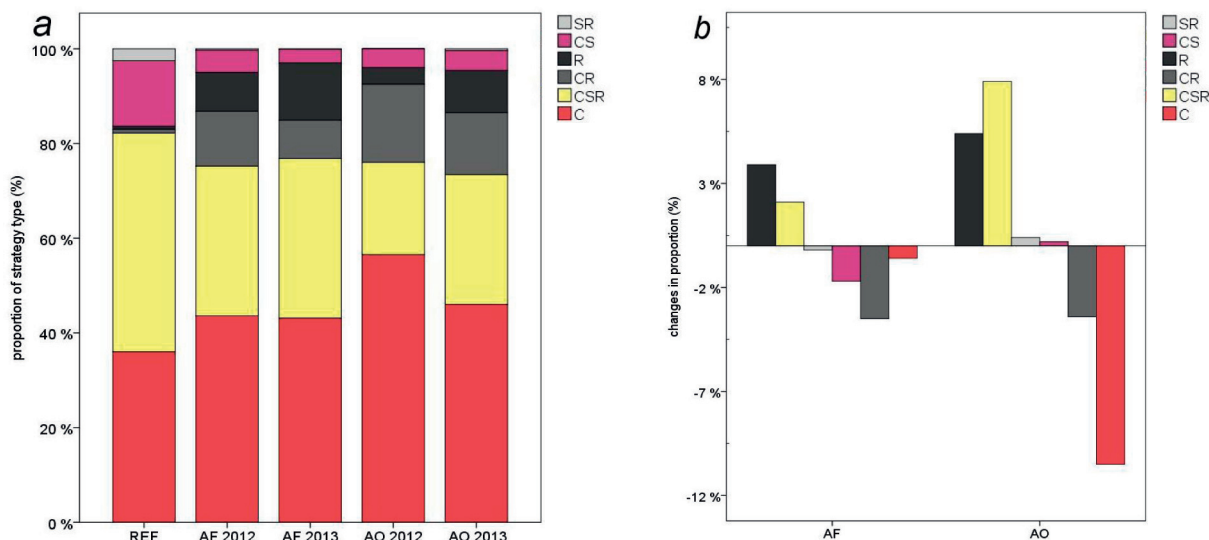 a
100 %
80 %
60 %
40 %
20 %
0 %
proportion of strategy type (%)
REF
AF 2012
AF 2013
AO 2012
AO 2013
SR
CS
R
CR
CSR
C
b
8 %
3 %
-2 %
-7 %
-12 %
changes in proportion (%)
AF
AO
SR
CS
R
CR
CSR
C